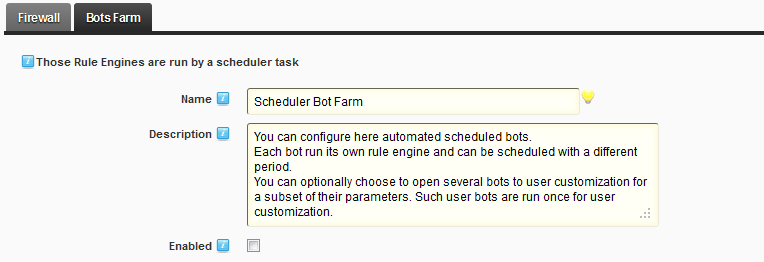 Firewall Bots Farm
Those Rule Engines are run by a scheduler task
Name Scheduler Bot Farm
Description You can configure here automated scheduled bots.
Each bot run its own rule engine and can be scheduled with a different
period.
You can optionally choose to open several bots to user customization for
a subset of their parameters. Such user bots are run once for user
customization.
Enabled